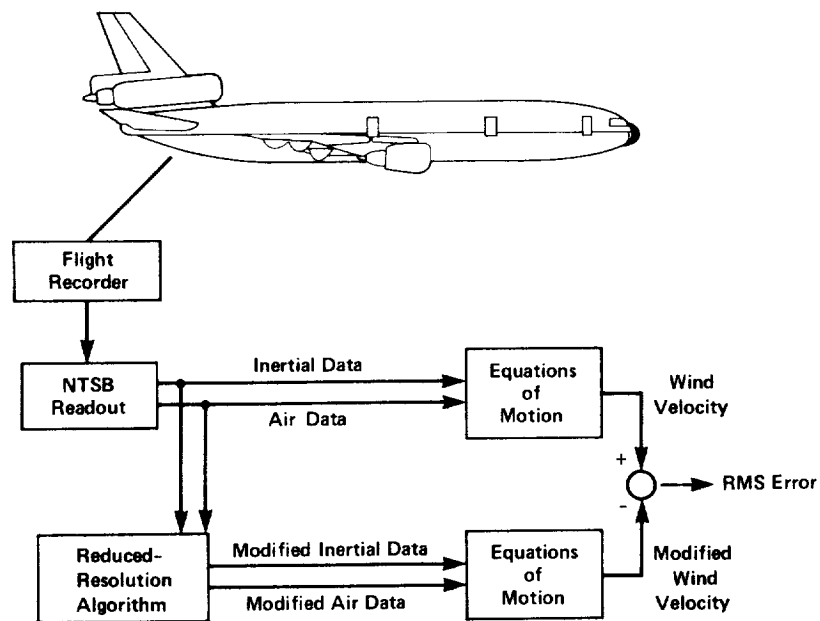 Flight
Recorder
NTSB
Readout
Inertial Data
Air Data
Equations
of
Motion
Wind
Velocity
+
-
RMS Error
Reduced-
Resolution
Algorithm
Modified Inertial Data
Modified Air Data
Equations
of
Motion
Modified
Wind
Velocity